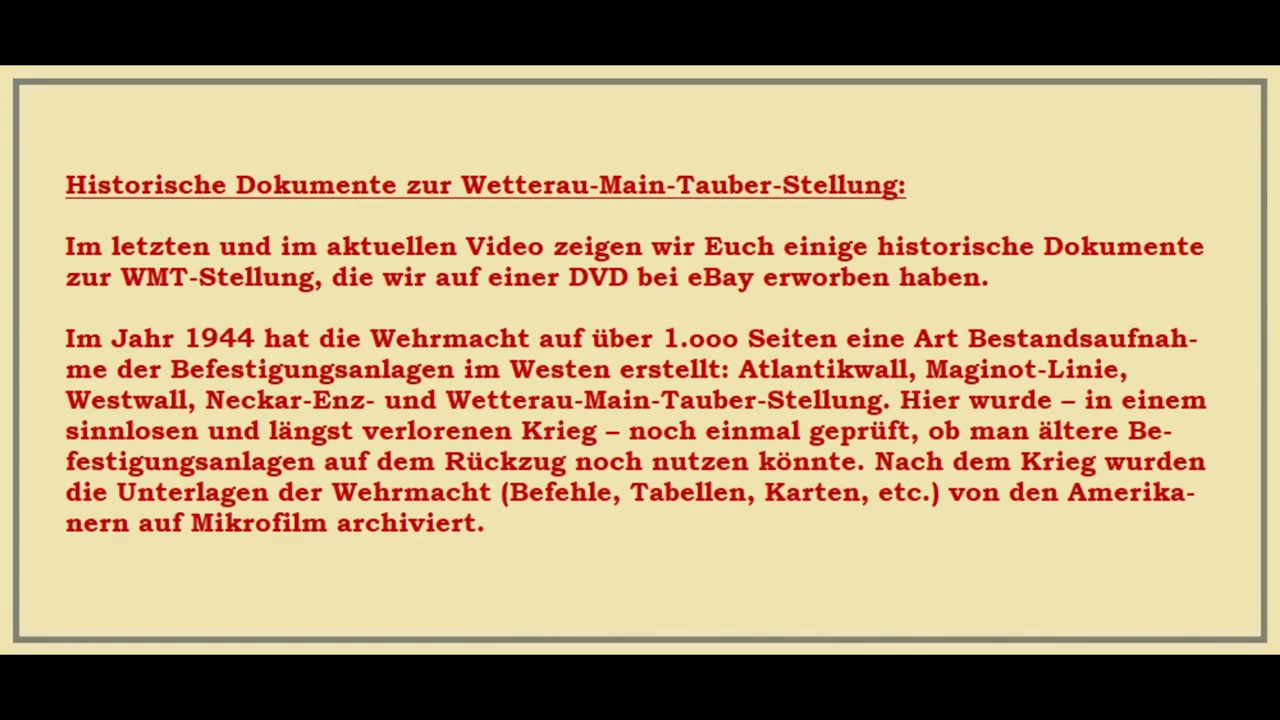 Historische Dokumente zur Wetterau-Main-Tauber-Stellung:
Im letzten und im aktuellen Video zeigen wir Euch einige historische Dokumente
zur WMT-Stellung, die wir auf einer DVD bei eBay erworben haben.
Im Jahr 1944 hat die Wehrmacht auf über 1.000 Seiten eine Art Bestandsaufnah-
me der Befestigungsanlagen im Westen erstellt: Atlantikwall, Maginot-Linie,
Westwall, Neckar-Enz- und Wetterau-Main-Tauber-Stellung. Hier wurde – in einem
sinnlosen und längst verlorenen Krieg – noch einmal geprüft, ob man ältere Be-
festigungsanlagen auf dem Rückzug noch nutzen könnte. Nach dem Krieg wurden
die Unterlagen der Wehrmacht (Befehle, Tabellen, Karten, etc.) von den Amerika-
nern auf Mikrofilm archiviert.